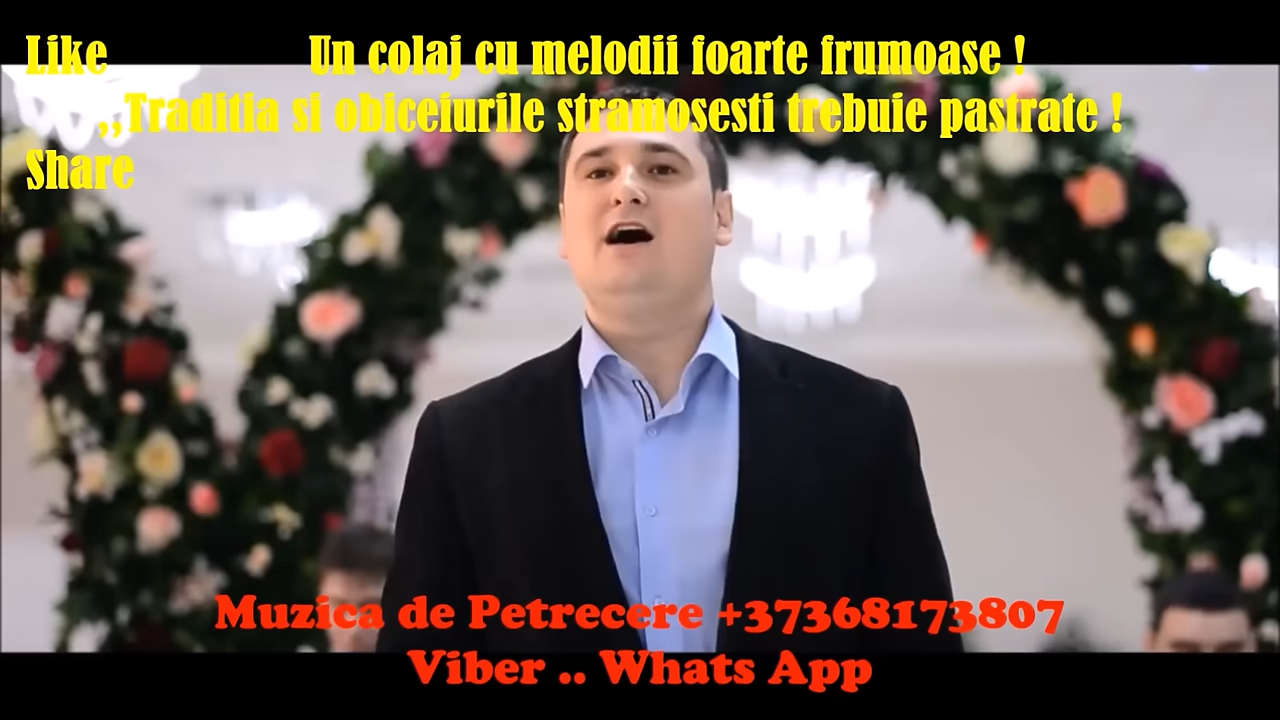 Like
Un colaj cu melodii foarte frumoase !
,,Traditia si obiceiurile stramosesti trebuie pastrate !
Share
Muzica de Petrecere +37368173807
Viber .. Whats App